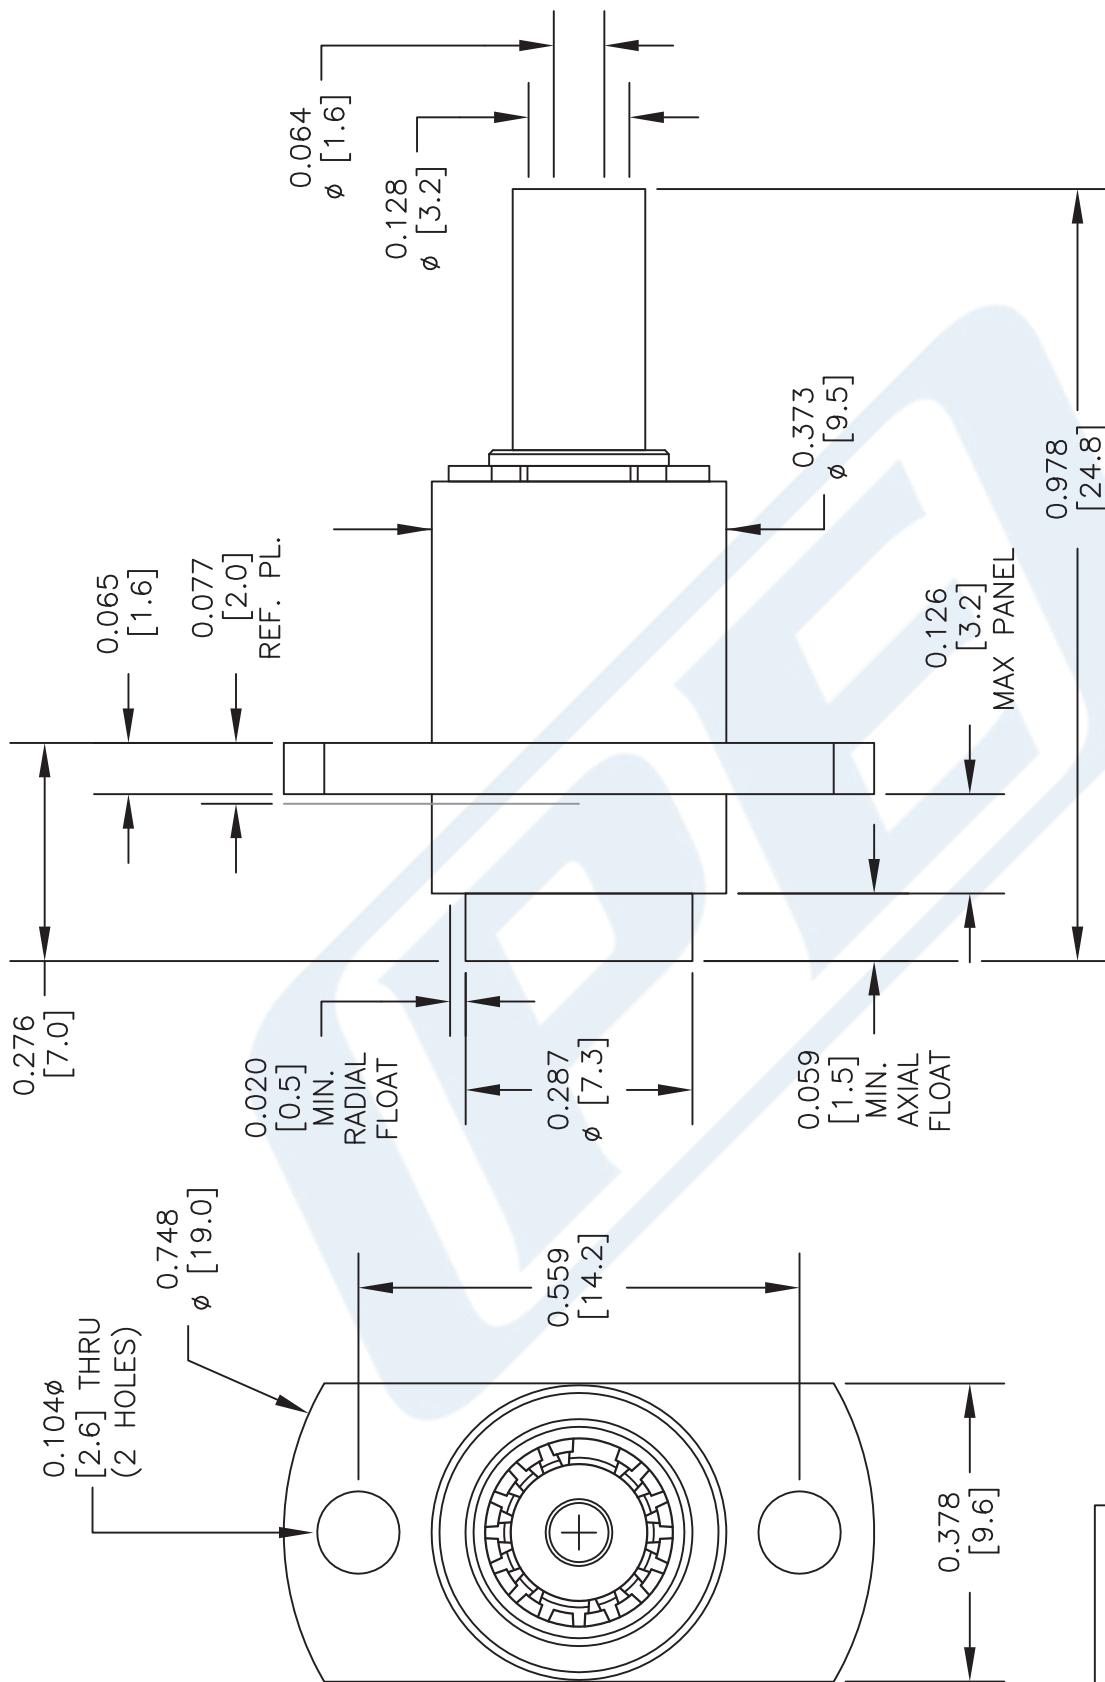 0.064
ϕ [1.6]
0.128
ϕ [3.2]
0.373
ϕ [9.5]
0.978
[24.8]
0.065
[1.6]
0.077
[2.0]
REF. PL.
0.126
[3.2]
MAX PANEL
0.276
[7.0]
0.020
[0.5]
MIN.
RADIAL
FLOAT
0.287
ϕ [7.3]
0.059
[1.5]
MIN.
AXIAL
FLOAT
0.104ϕ
[2.6] THRU
(2 HOLES)
0.748
ϕ [19.0]
0.559
[14.2]
0.378
[9.6]
PE